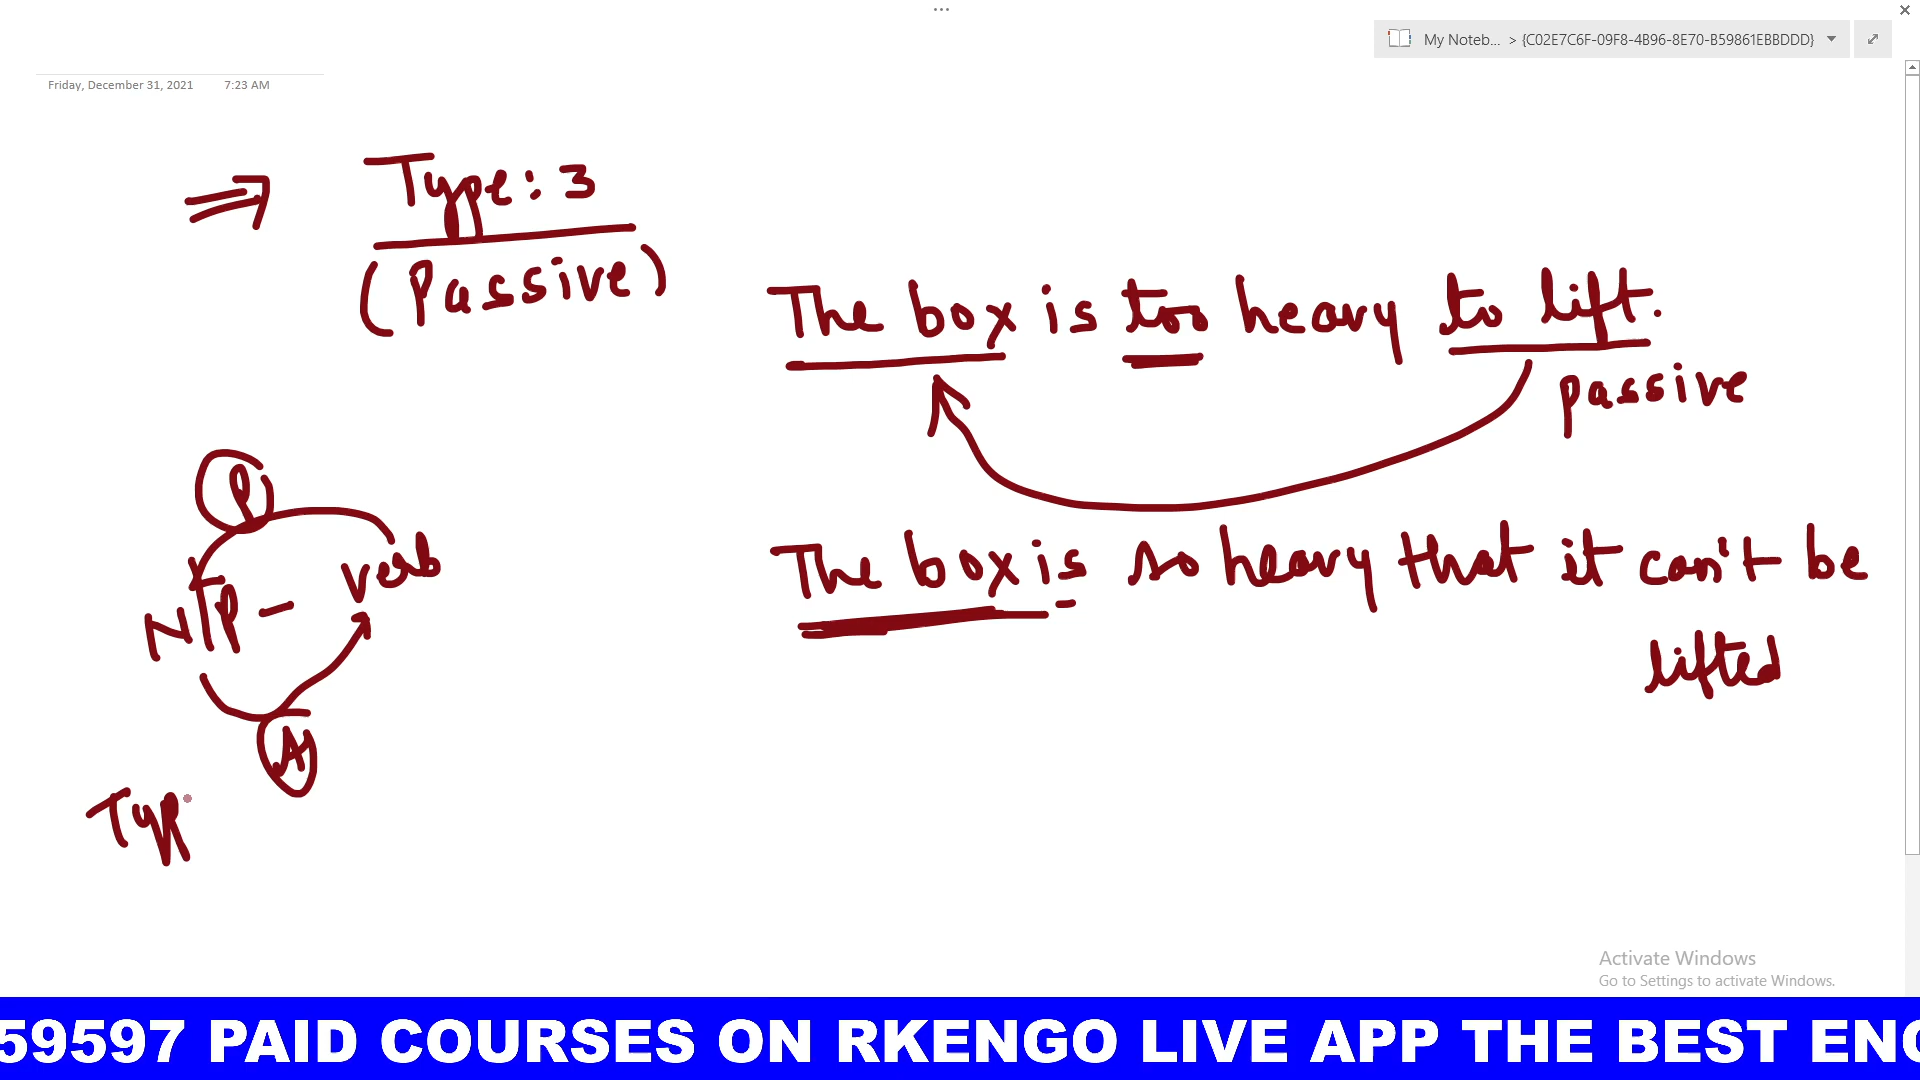 ...
My Noteb... > {C02E7C6F-09F8-4B96-8E70-B59861EBBDDD}
Friday, December 31, 2021 7:23 AM
⇒ Type: 3
(Passive)
The box is too heavy to lift.
passive
P
verb
N/P -
A
The box is so heavy that it can't be
lifted
Typ
Activate Windows
Go to Settings to activate Windows.
59597 PAID COURSES ON RKENGO LIVE APP THE BEST ENG